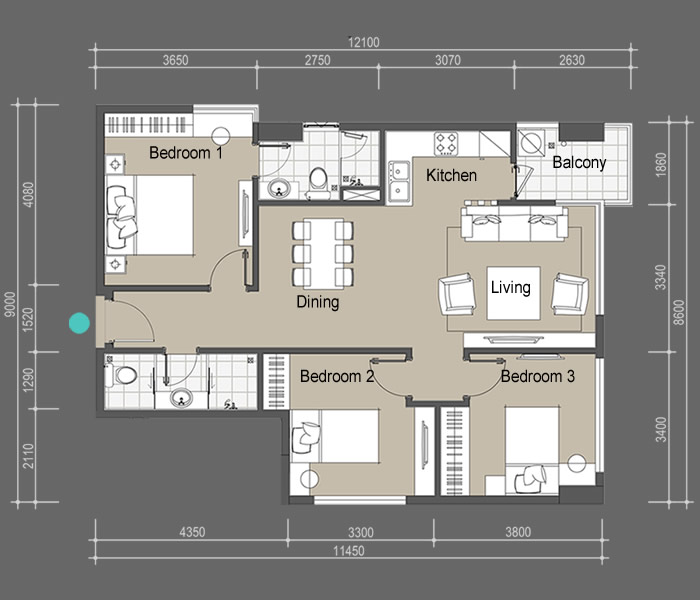 12100
3650 2750 3070 2630
Bedroom 1
Kitchen
Balcony
Dining
Living
Bedroom 2
Bedroom 3
9000
4080
1520
1290
2110
1860
3340
3400
8600
4350 3300 3800
11450